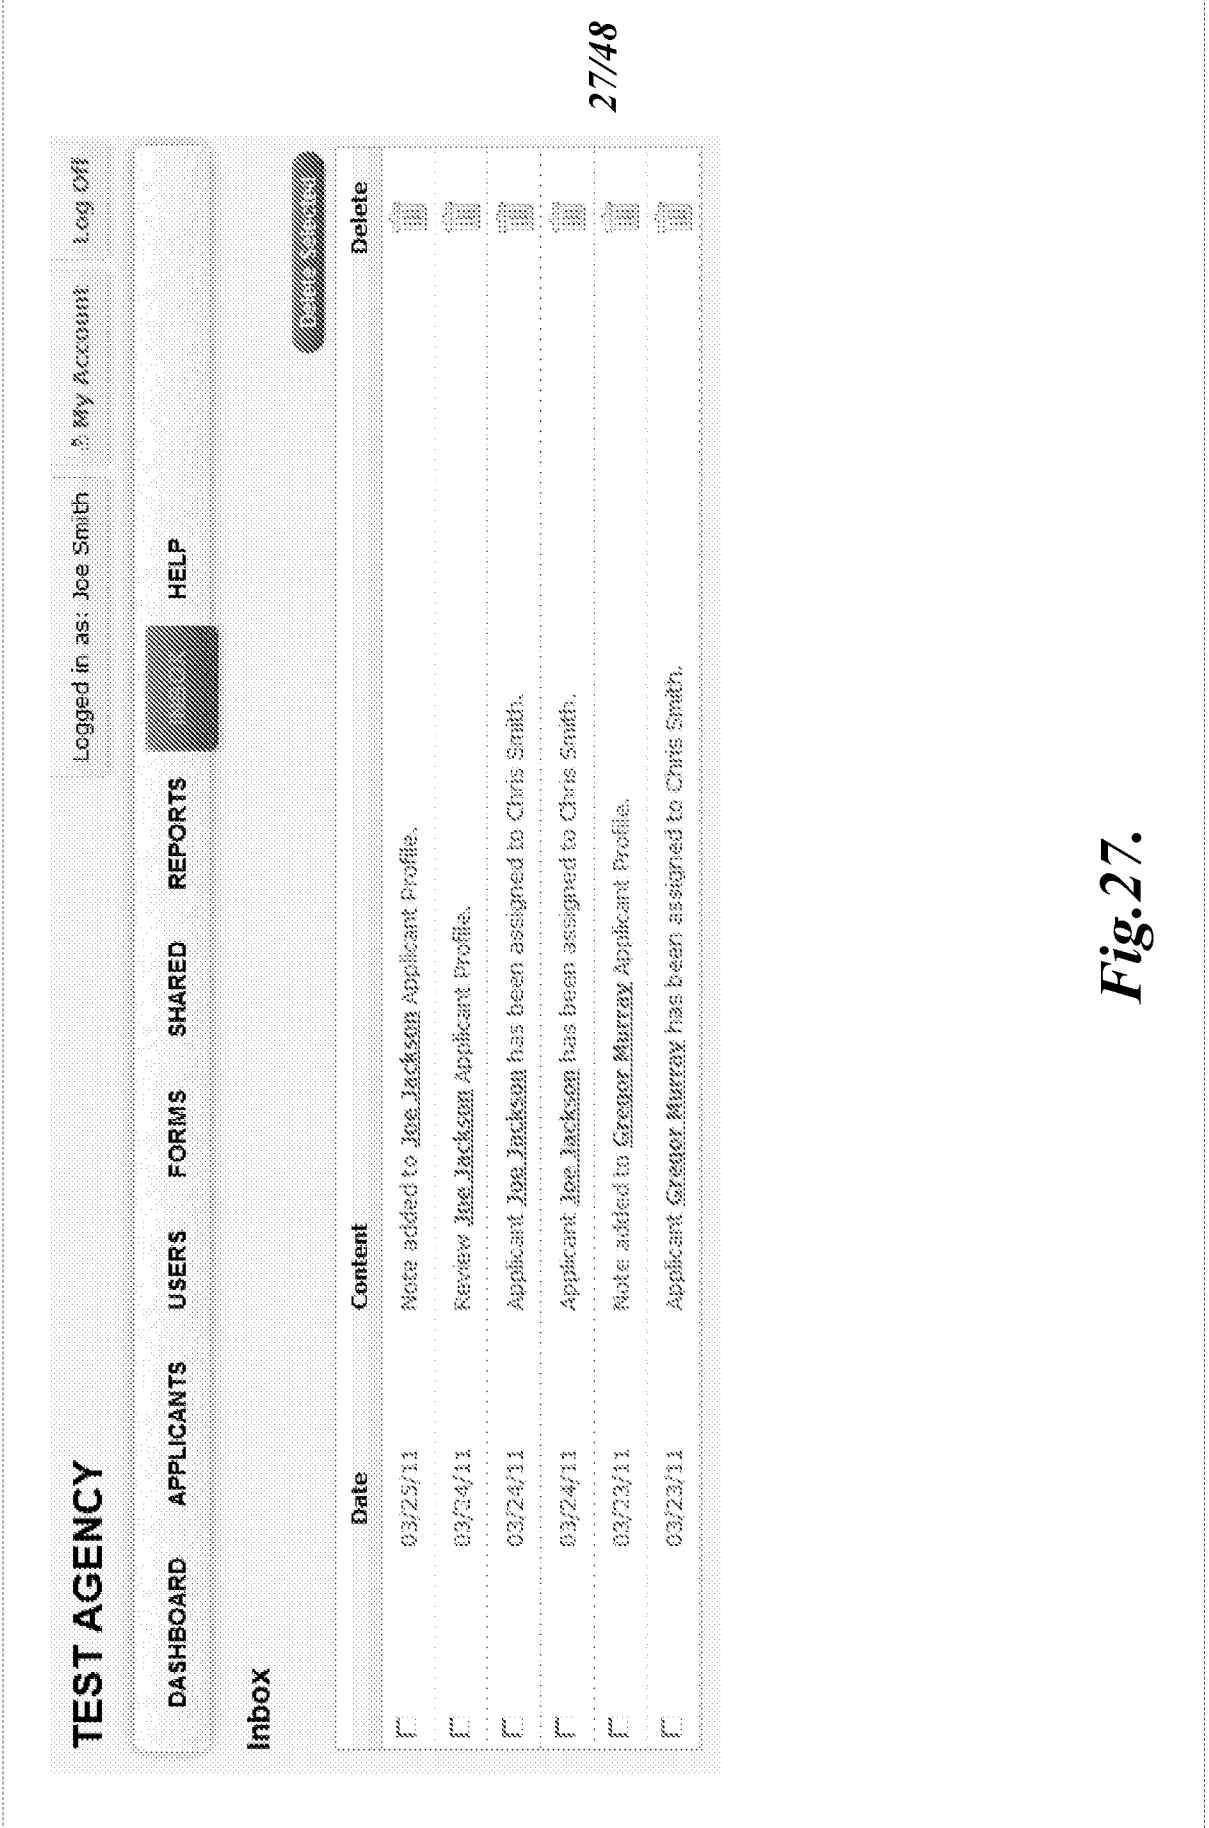 27/48
TEST AGENCY
Logged in as: Joe Smith
My Account
Log Off
DASHBOARD APPLICANTS USERS FORMS SHARED REPORTS HELP
Inbox
Delete Selected
Date Content Delete
03/25/11 Note added to Joe Jackson Applicant Profile.
03/24/11 Review Joe Jackson Applicant Profile.
03/24/11 Applicant Joe Jackson has been assigned to Chris Smith.
03/24/11 Applicant Joe Jackson has been assigned to Chris Smith.
03/23/11 Note added to Gregor Murray Applicant Profile.
03/23/11 Applicant Gregor Murray has been assigned to Chris Smith.
Fig.27.